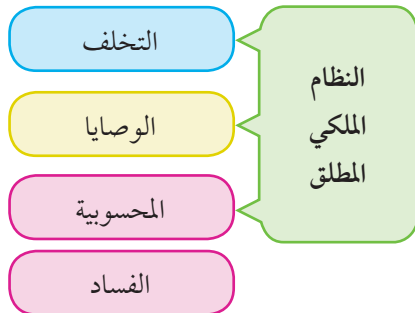 النظام
الملكي
المطلق
التخلف
الوصايا
المحسوبية
الفساد